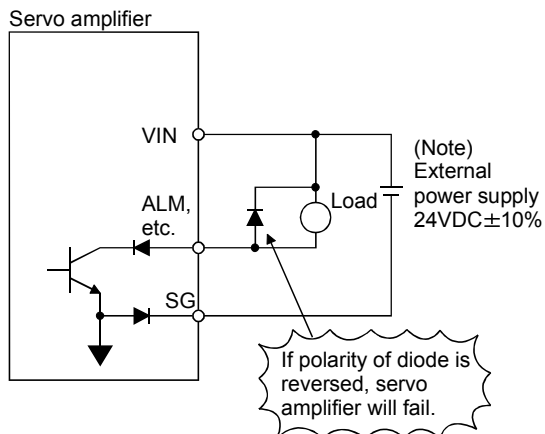 Servo amplifier
VIN
ALM,
etc.
SG
Load
(Note)
External
power supply
24VDC±10%
If polarity of diode is
reversed, servo
amplifier will fail.